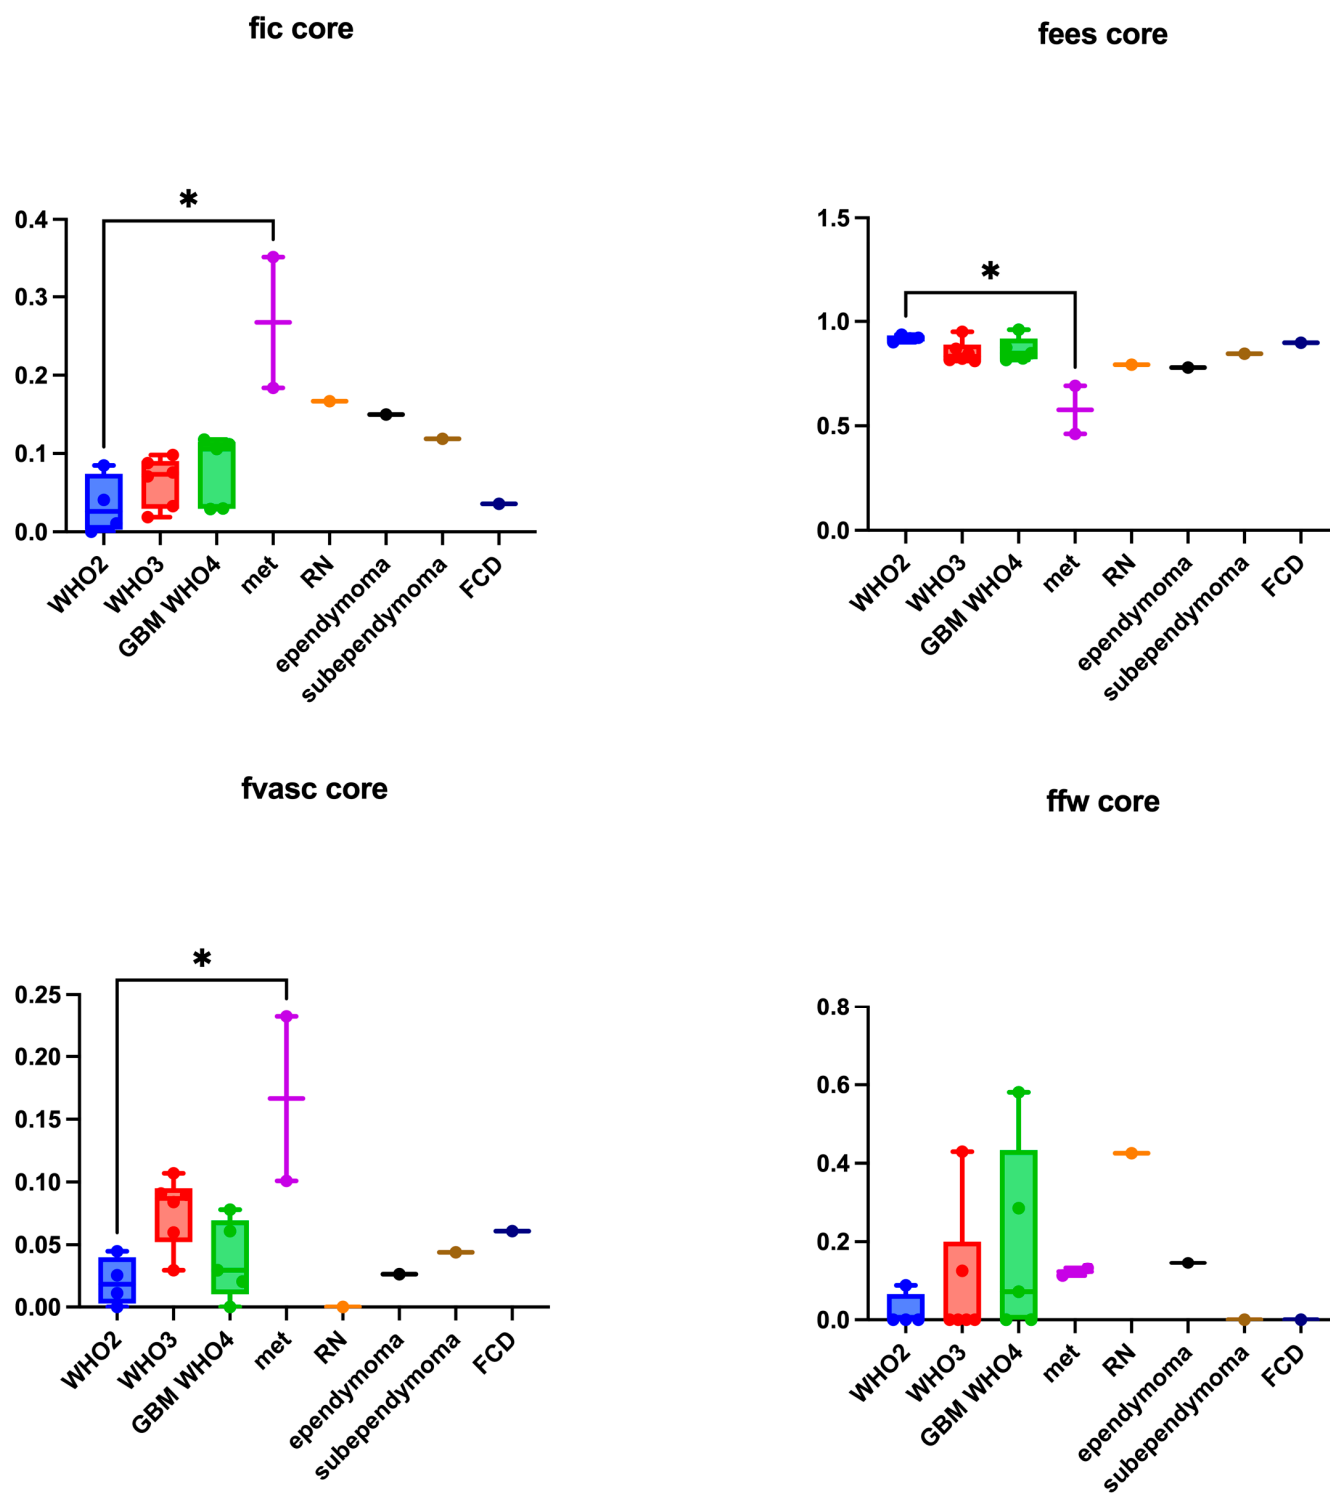 fic core
*
0.4
0.3
0.2
0.1
0.0
WHO2
WHO3
GBM WHO4
met
RN
ependymoma
subependymoma
FCD
fees core
*
1.5
1.0
0.5
0.0
WHO2
WHO3
GBM WHO4
met
RN
ependymoma
subependymoma
FCD
fvasc core
*
0.25
0.20
0.15
0.10
0.05
0.00
WHO2
WHO3
GBM WHO4
met
RN
ependymoma
subependymoma
FCD
ffw core
0.8
0.6
0.4
0.2
0.0
WHO2
WHO3
GBM WHO4
met
RN
ependymoma
subependymoma
FCD